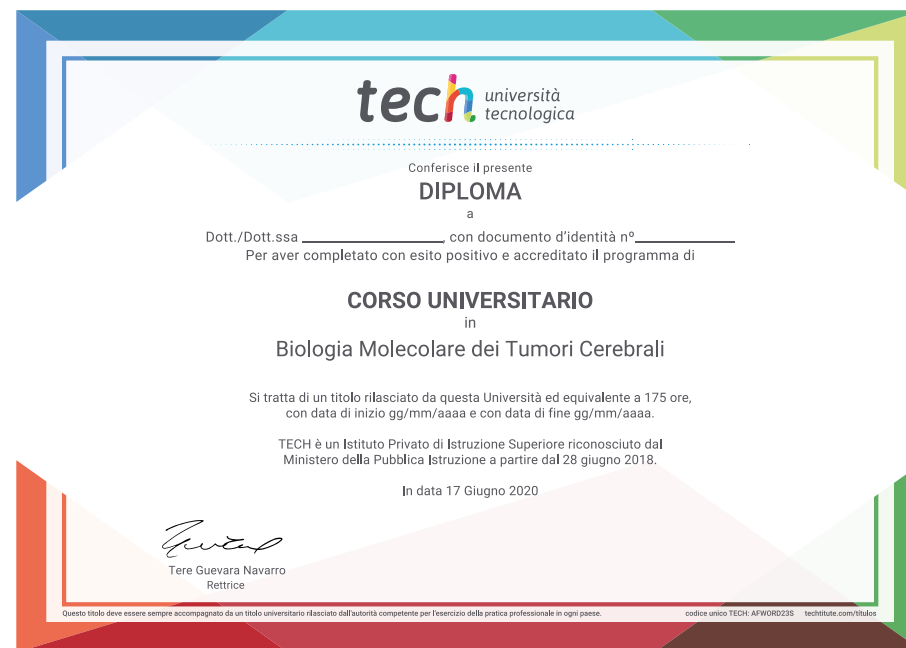 tech università
tecnologica
Conferisce il presente
DIPLOMA
a
Dott./Dott.ssa ____________________, con documento d'identità nº______________
Per aver completato con esito positivo e accreditato il programma di
CORSO UNIVERSITARIO
in
Biologia Molecolare dei Tumori Cerebrali
Si tratta di un titolo rilasciato da questa Università ed equivalente a 175 ore,
con data di inizio gg/mm/aaaa e con data di fine gg/mm/aaaa.
TECH è un Istituto Privato di Istruzione Superiore riconosciuto dal
Ministero della Pubblica Istruzione a partire dal 28 giugno 2018.
In data 17 Giugno 2020
Tere Guevara Navarro
Rettrice
Questo titolo deve essere sempre accompagnato da un titolo universitario rilasciato dall'autorità competente per l'esercizio della pratica professionale in ogni paese. codice unico TECH: AFWORD23S techtitute.com/titulos